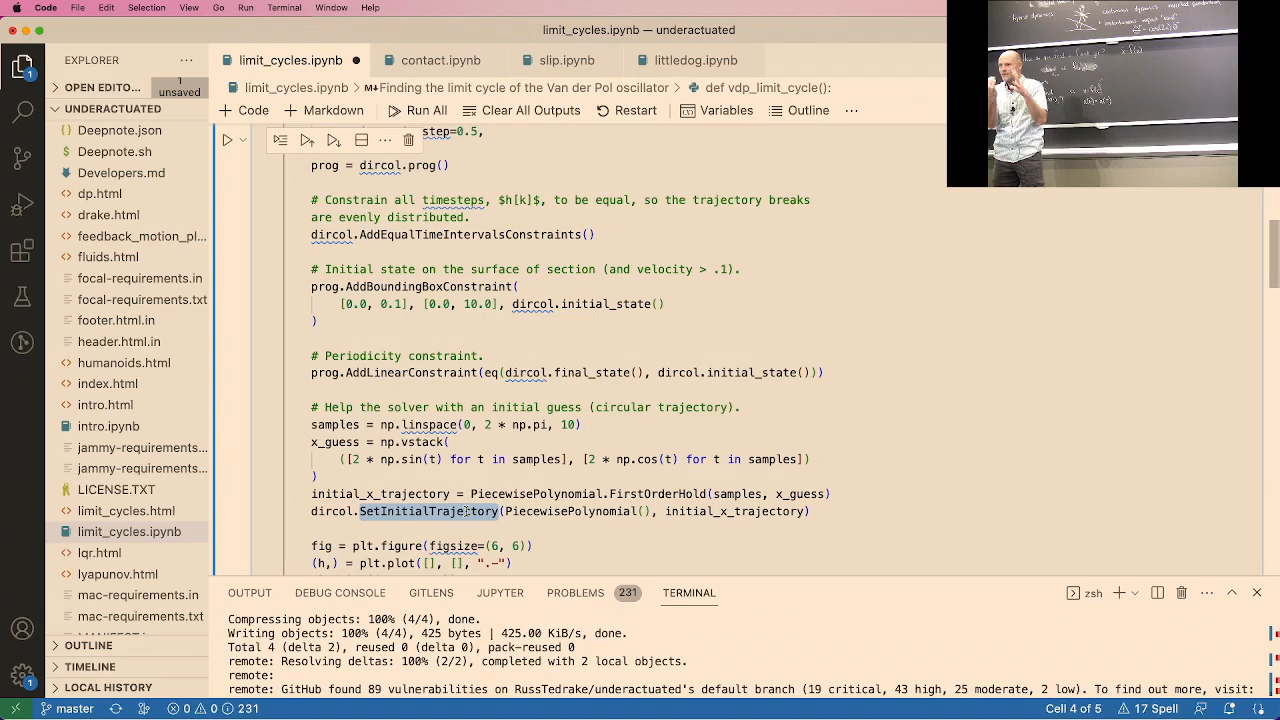 Code File Edit Selection View Go Run Terminal Window Help
limit_cycles.ipynb — underactuated
EXPLORER
OPEN EDITO... 1 unsaved
UNDERACTUATED
Deepnote.json
Deepnote.sh
Developers.md
dp.html
drake.html
feedback_motion_pl...
fluids.html
focal-requirements.in
focal-requirements.txt
footer.html.in
header.html.in
humanoids.html
index.html
intro.html
intro.ipynb
jammy-requirements...
jammy-requirements...
LICENSE.TXT
limit_cycles.html
limit_cycles.ipynb
lqr.html
lyapunov.html
mac-requirements.in
mac-requirements.txt
OUTLINE
TIMELINE
LOCAL HISTORY
limit_cycles.ipynb contact.ipynb slip.ipynb littledog.ipynb
limit_cycles.ipynb > Finding the limit cycle of the Van der Pol oscillator > def vdp_limit_cycle():
+ Code + Markdown Run All Clear All Outputs Restart Variables Outline ...
step=0.5,
prog = dircol.prog()
# Constrain all timesteps, $h[k]$, to be equal, so the trajectory breaks
are evenly distributed.
dircol.AddEqualTimeIntervalsConstraints()
# Initial state on the surface of section (and velocity > .1).
prog.AddBoundingBoxConstraint(
[0.0, 0.1], [0.0, 10.0], dircol.initial_state()
)
# Periodicity constraint.
prog.AddLinearConstraint(eq(dircol.final_state(), dircol.initial_state()))
# Help the solver with an initial guess (circular trajectory).
samples = np.linspace(0, 2 * np.pi, 10)
x_guess = np.vstack(
([2 * np.sin(t) for t in samples], [2 * np.cos(t) for t in samples])
)
initial_x_trajectory = PiecewisePolynomial.FirstOrderHold(samples, x_guess)
dircol.SetInitialTrajectory(PiecewisePolynomial(), initial_x_trajectory)
fig = plt.figure(figsize=(6, 6))
(h,) = plt.plot([], [], ".-")
OUTPUT DEBUG CONSOLE GITLENS JUPYTER PROBLEMS 231 TERMINAL zsh
Compressing objects: 100% (4/4), done.
Writing objects: 100% (4/4), 425 bytes | 425.00 KiB/s, done.
Total 4 (delta 2), reused 0 (delta 0), pack-reused 0
remote: Resolving deltas: 100% (2/2), completed with 2 local objects.
remote:
remote: GitHub found 89 vulnerabilities on RussTedrake/underactuated's default branch (19 critical, 43 high, 25 moderate, 2 low). To find out more, visit:
master 0 0 231 Cell 4 of 5 17 Spell